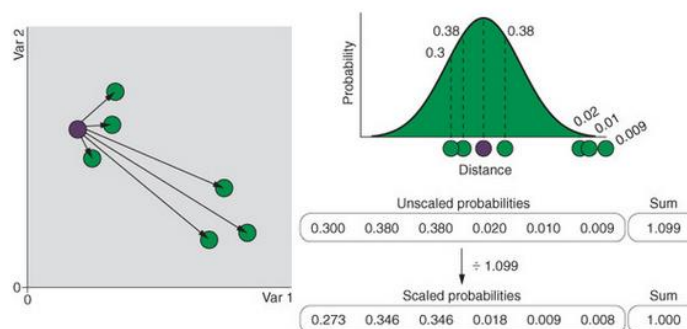 Var 2
0
0
Var 1
Probability
0.3
0.38
0.38
0.02
0.01
0.009
Distance
Unscaled probabilities Sum
0.300 0.380 0.380 0.020 0.010 0.009 1.099
÷ 1.099
Scaled probabilities Sum
0.273 0.346 0.346 0.018 0.009 0.008 1.000